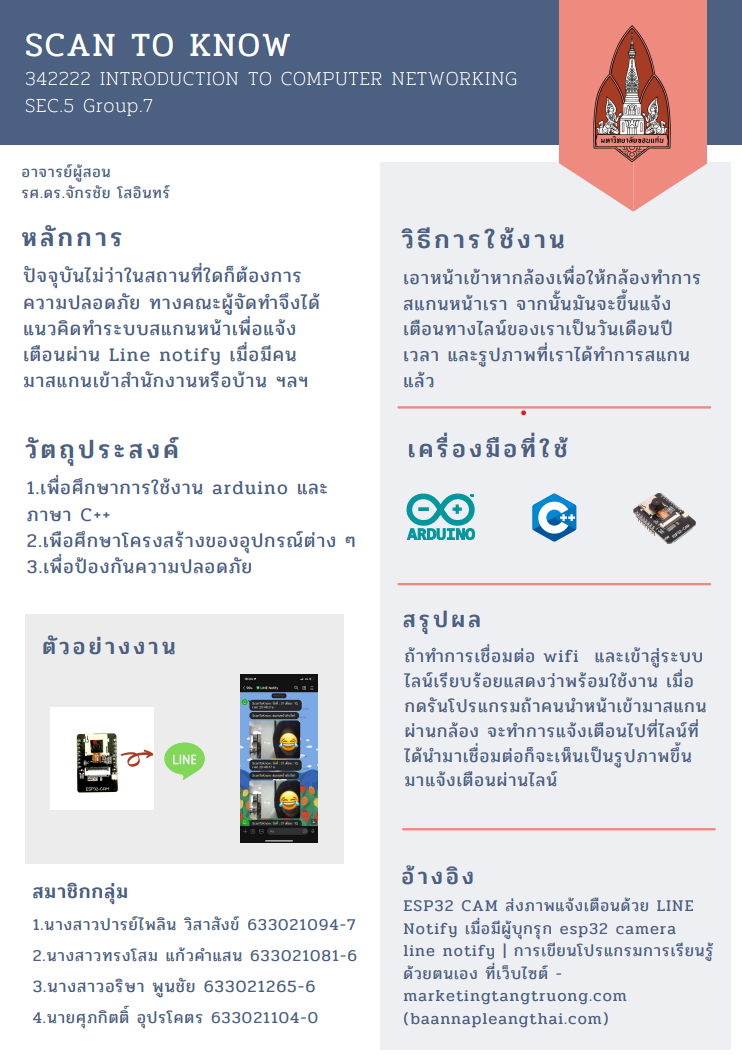 SCAN TO KNOW
342222 INTRODUCTION TO COMPUTER NETWORKING
SEC.5 Group.7
มหาวิทยาลัยขอนแก่น
อาจารย์ผู้สอน
รศ.ดร.จักรชัย โสอินทร์
หลักการ
ปัจจุบันไม่ว่าในสถานที่ใดก็ต้องการ
ความปลอดภัย ทางคณะผู้จัดทำจึงได้
แนวคิดทำระบบสแกนหน้าเพื่อแจ้ง
เตือนผ่าน Line notify เมื่อมีคน
มาสแกนเข้าสำนักงานหรือบ้าน ฯลฯ
วัตถุประสงค์
1.เพื่อศึกษาการใช้งาน arduino และ
ภาษา C++
2.เพือศึกษาโครงสร้างของอุปกรณ์ต่าง ๆ
3.เพื่อป้องกันความปลอดภัย
ตัวอย่างงาน
ESP32-CAM
LINE
LINE Notify
สมาชิกกลุ่ม
1.นางสาวปารย์ไพลิน วิสาสังข์ 633021094-7
2.นางสาวทรงโสม แก้วคำแสน 633021081-6
3.นางสาวอริษา พูนชัย 633021265-6
4.นายศุภกิตติ์ อุปรโคตร 633021104-0
วิธีการใช้งาน
เอาหน้าเข้าหากล้องเพื่อให้กล้องทำการ
สแกนหน้าเรา จากนั้นมันจะขึ้นแจ้ง
เตือนทางไลน์ของเราเป็นวันเดือนปี
เวลา และรูปภาพที่เราได้ทำการสแกน
แล้ว
เครื่องมือที่ใช้
ARDUINO
C++
สรุปผล
ถ้าทำการเชื่อมต่อ wifi และเข้าสู่ระบบ
ไลน์เรียบร้อยแสดงว่าพร้อมใช้งาน เมื่อ
กดรันโปรแกรมถ้าคนนำหน้าเข้ามาสแกน
ผ่านกล้อง จะทำการแจ้งเตือนไปที่ไลน์ที่
ได้นำมาเชื่อมต่อก็จะเห็นเป็นรูปภาพขึ้น
มาแจ้งเตือนผ่านไลน์
อ้างอิง
ESP32 CAM ส่งภาพแจ้งเตือนด้วย LINE
Notify เมื่อมีผู้บุกรุก esp32 camera
line notify | การเขียนโปรแกรมการเรียนรู้
ด้วยตนเอง ที่เว็บไซต์ -
marketingtangtruong.com
(baannapleangthai.com)